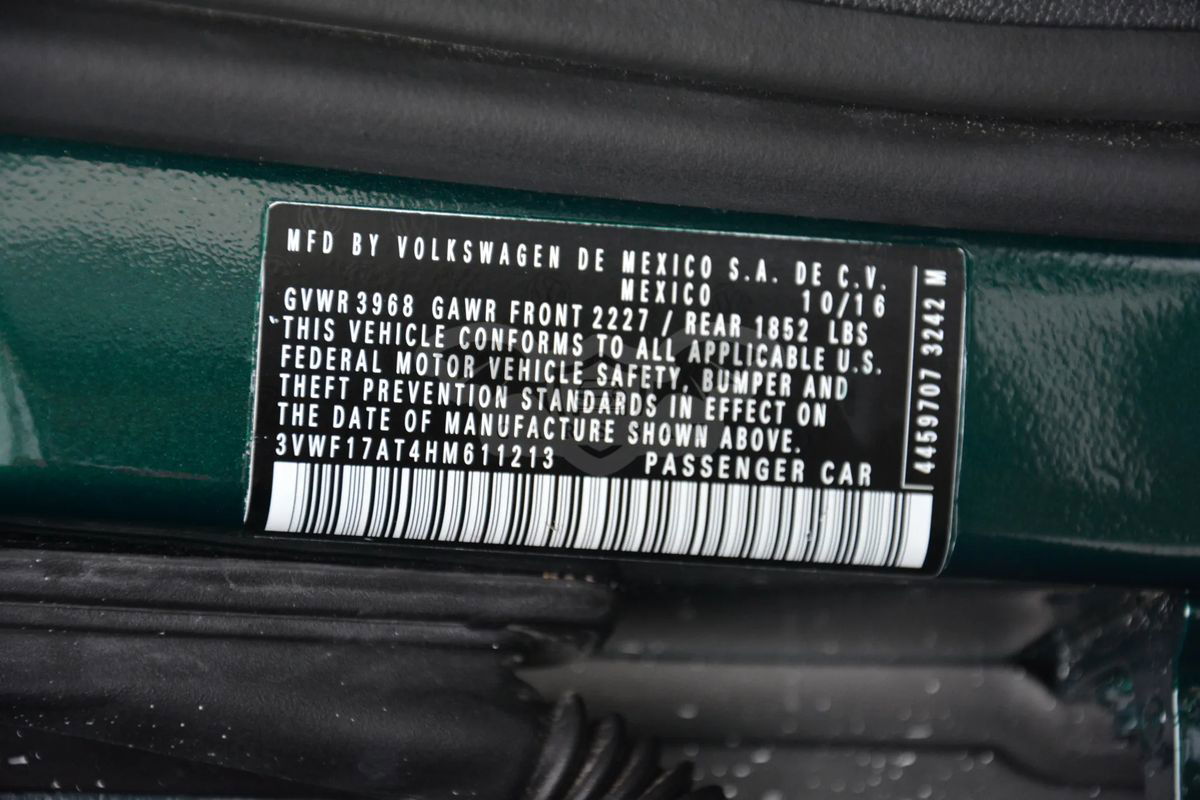 MFD BY VOLKSWAGEN DE MEXICO S.A. DE C.V.
MEXICO 10/16
GVWR 3968 GAWR FRONT 2227 / REAR 1852 LBS
THIS VEHICLE CONFORMS TO ALL APPLICABLE U.S.
FEDERAL MOTOR VEHICLE SAFETY, BUMPER AND
THEFT PREVENTION STANDARDS IN EFFECT ON
THE DATE OF MANUFACTURE SHOWN ABOVE.
3VWF17AT4HM611213 PASSENGER CAR
4459707 3242 M